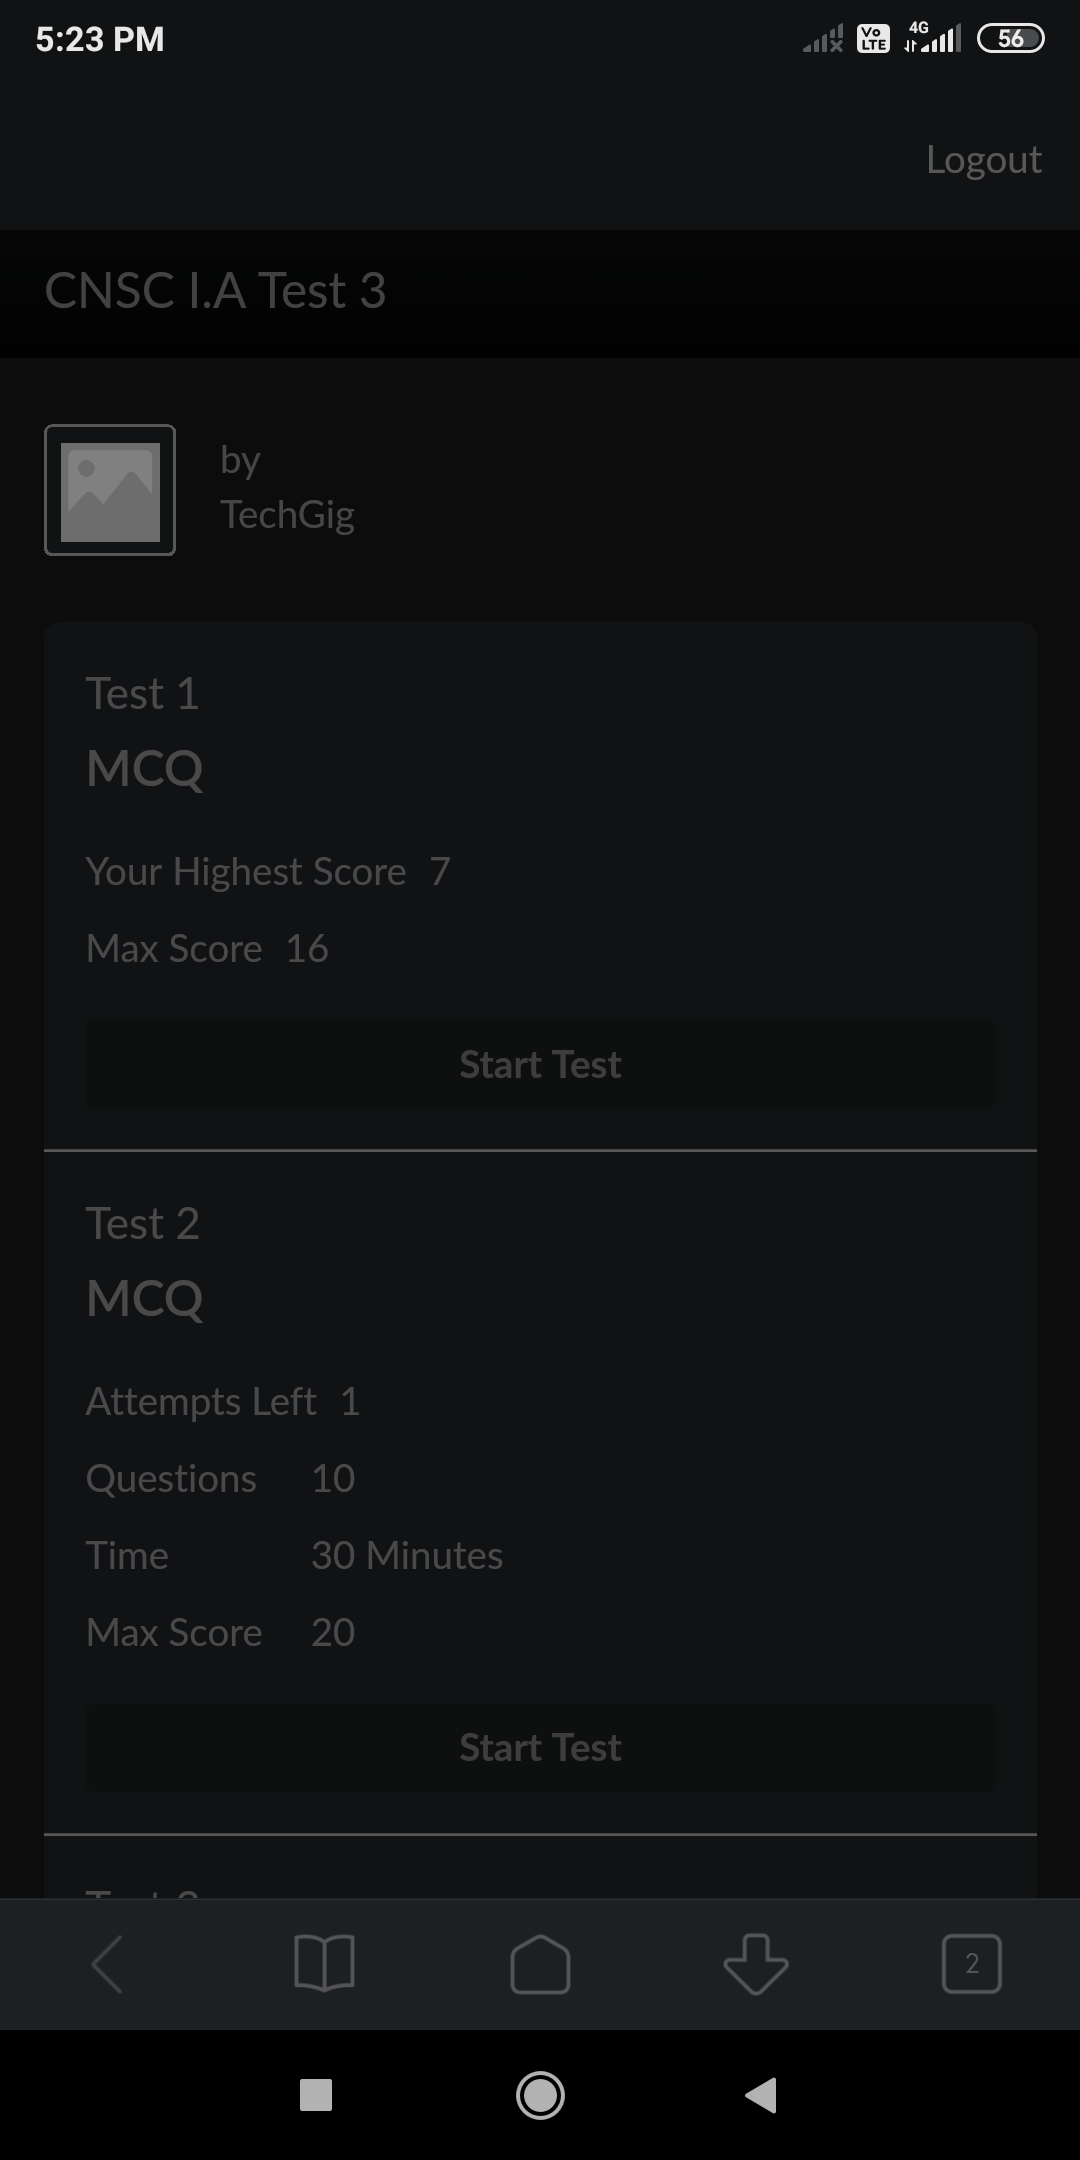 5:23 PM
Vo LTE 4G 56
Logout
CNSC I.A Test 3
by
TechGig
Test 1
MCQ
Your Highest Score 7
Max Score 16
Start Test
Test 2
MCQ
Attempts Left 1
Questions 10
Time 30 Minutes
Max Score 20
Start Test
2